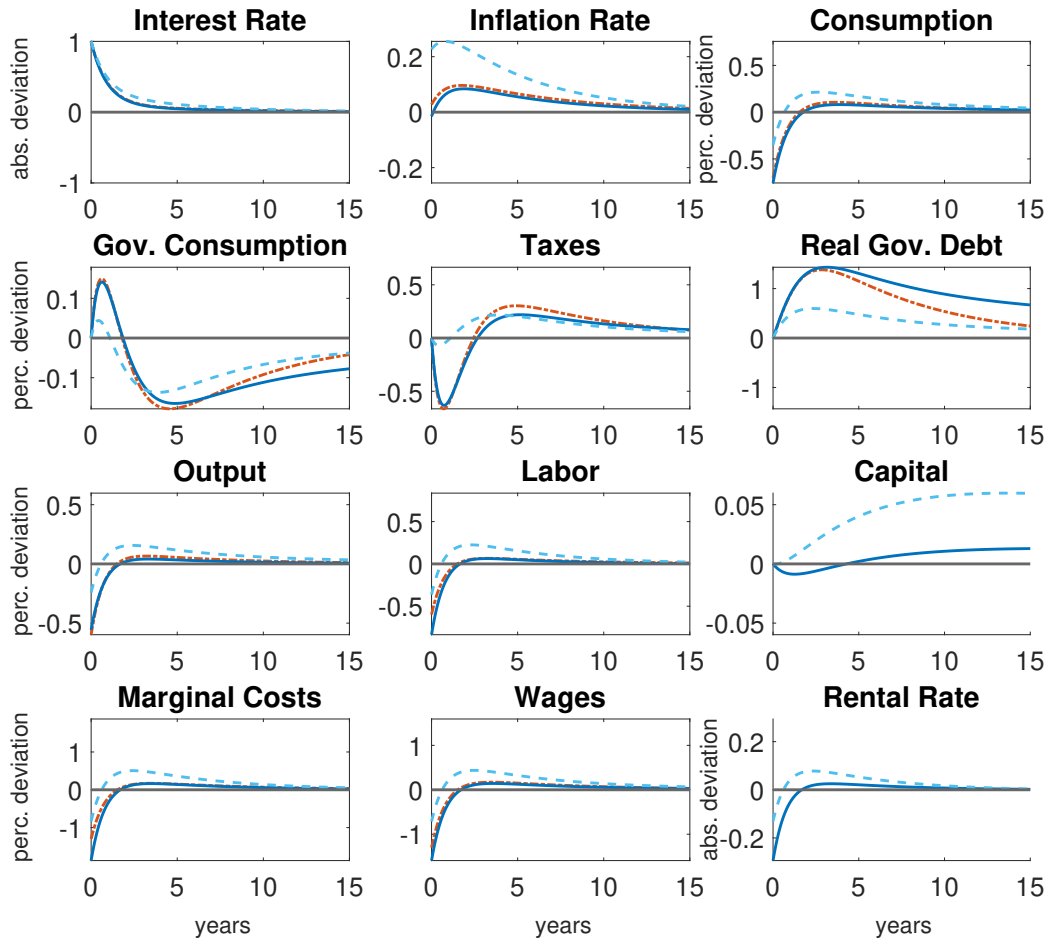 Interest Rate
abs. deviation
1
0
-1
0 5 10 15
Inflation Rate
0.2
0
-0.2
0 5 10 15
Consumption
perc. deviation
0.5
0
-0.5
0 5 10 15
Gov. Consumption
perc. deviation
0.1
0
-0.1
0 5 10 15
Taxes
0.5
0
-0.5
0 5 10 15
Real Gov. Debt
1
0
-1
0 5 10 15
Output
perc. deviation
0.5
0
-0.5
0 5 10 15
Labor
0.5
0
-0.5
0 5 10 15
Capital
0.05
0
-0.05
0 5 10 15
Marginal Costs
perc. deviation
1
0
-1
0 5 10 15
years
Wages
1
0
-1
0 5 10 15
years
Rental Rate
abs. deviation
0.2
0
-0.2
0 5 10 15
years